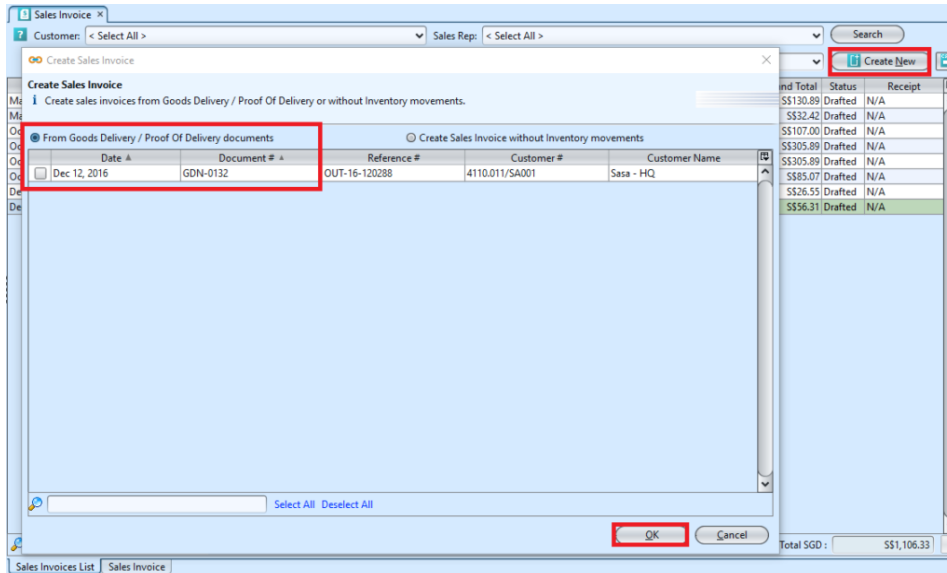 Sales Invoice ×
Customer: < Select All > Sales Rep: < Select All > Search
Create Sales Invoice
Create New
Create Sales Invoice
Create sales invoices from Goods Delivery / Proof Of Delivery or without Inventory movements.
From Goods Delivery / Proof Of Delivery documents Create Sales Invoice without Inventory movements
Date Document # Reference # Customer # Customer Name
Dec 12, 2016 GDN-0132 OUT-16-120288 4110.011/SA001 Sasa - HQ
Total Status Receipt
S$130.89 Drafted N/A
S$32.42 Drafted N/A
S$107.00 Drafted N/A
S$305.89 Drafted N/A
S$305.89 Drafted N/A
S$85.07 Drafted N/A
S$26.55 Drafted N/A
S$56.31 Drafted N/A
Select All Deselect All
OK Cancel
Total SGD : S$1,106.33
Sales Invoices List Sales Invoice